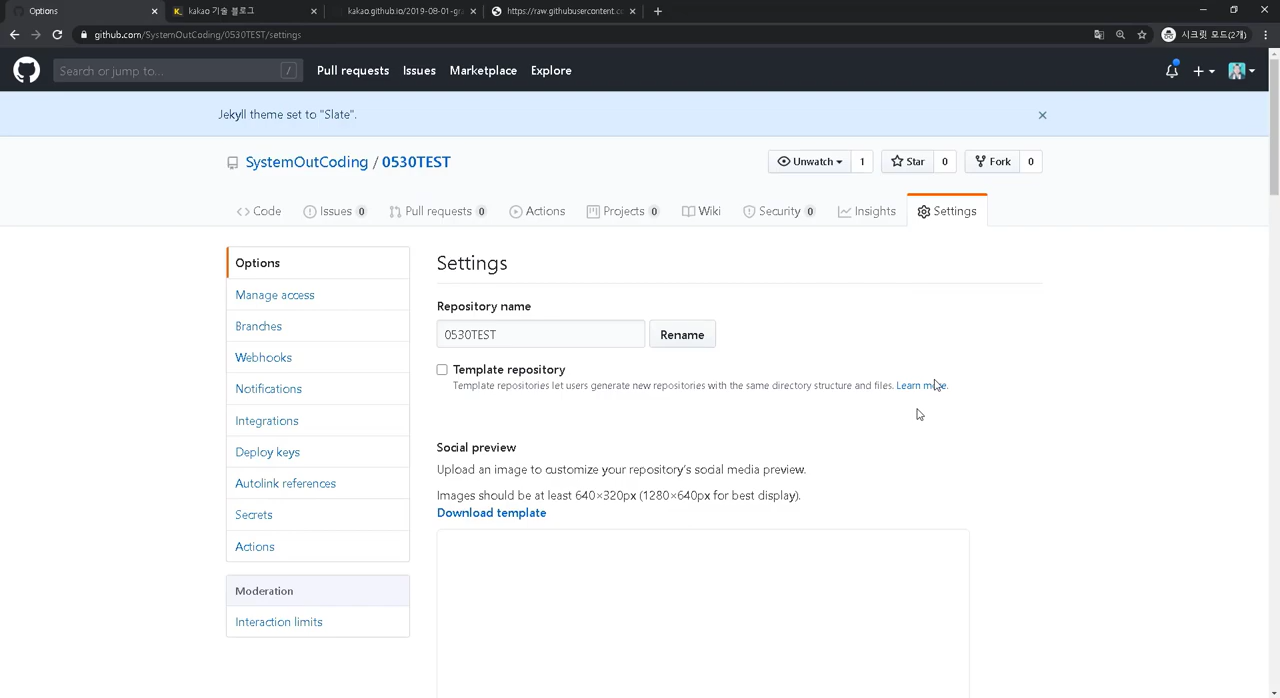 Options
kakao 기술 블로그
kakao.github.io/2019-08-01-gra
https://raw.githubusercontent.cc
github.com/SystemOutCoding/0530TEST/settings
시크릿 모드(2개)
Search or jump to...
/
Pull requests
Issues
Marketplace
Explore
Jekyll theme set to "Slate".
SystemOutCoding / 0530TEST
Unwatch 1
Star 0
Fork 0
Code
Issues 0
Pull requests 0
Actions
Projects 0
Wiki
Security 0
Insights
Settings
Options
Manage access
Branches
Webhooks
Notifications
Integrations
Deploy keys
Autolink references
Secrets
Actions
Moderation
Interaction limits
Settings
Repository name
0530TEST
Rename
Template repository
Template repositories let users generate new repositories with the same directory structure and files. Learn more.
Social preview
Upload an image to customize your repository's social media preview.
Images should be at least 640×320px (1280×640px for best display).
Download template